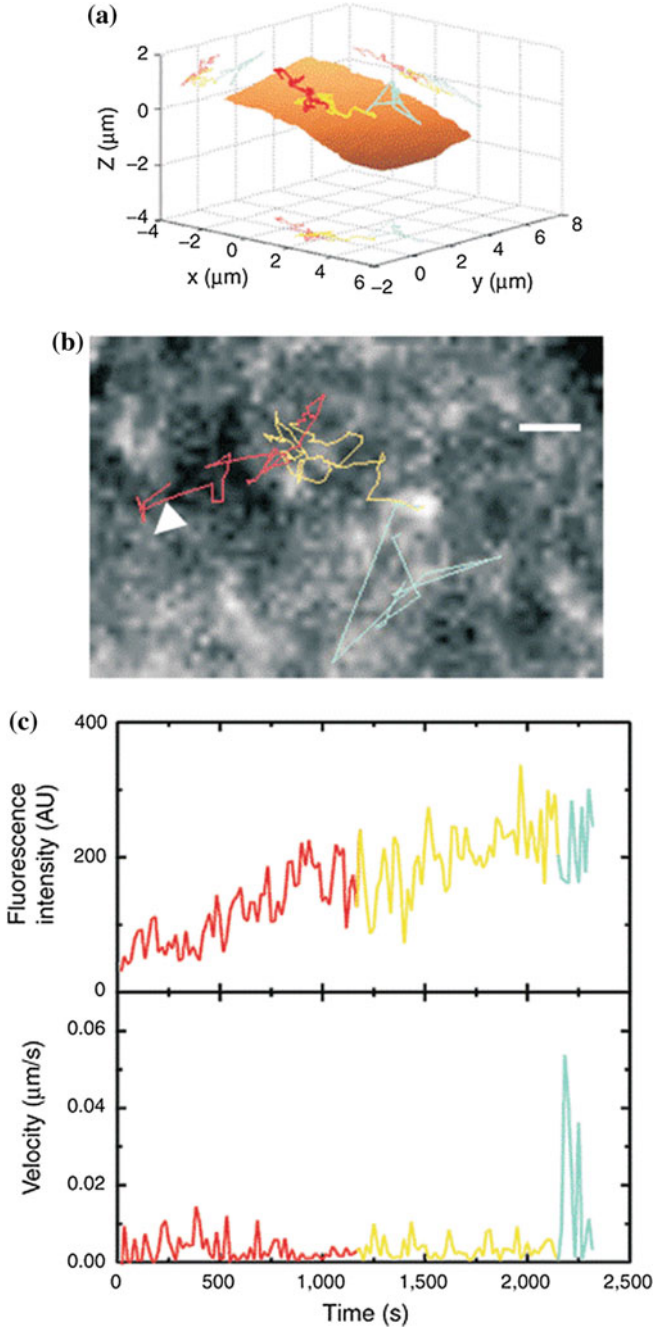 (a)
2
0
−2
−4
Z (μm)
−4
−2
0
2
4
6
x (μm)
−2
0
2
4
6
8
y (μm)
(b)
(c)
400
200
0
Fluorescence
intensity (AU)
0.06
0.04
0.02
0.00
Velocity (μm/s)
0
500
1,000
1,500
2,000
2,500
Time (s)